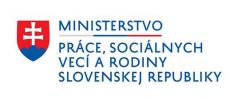 MINISTERSTVO
PRÁCE, SOCIÁLNYCH
VECÍ A RODINY
SLOVENSKEJ REPUBLIKY